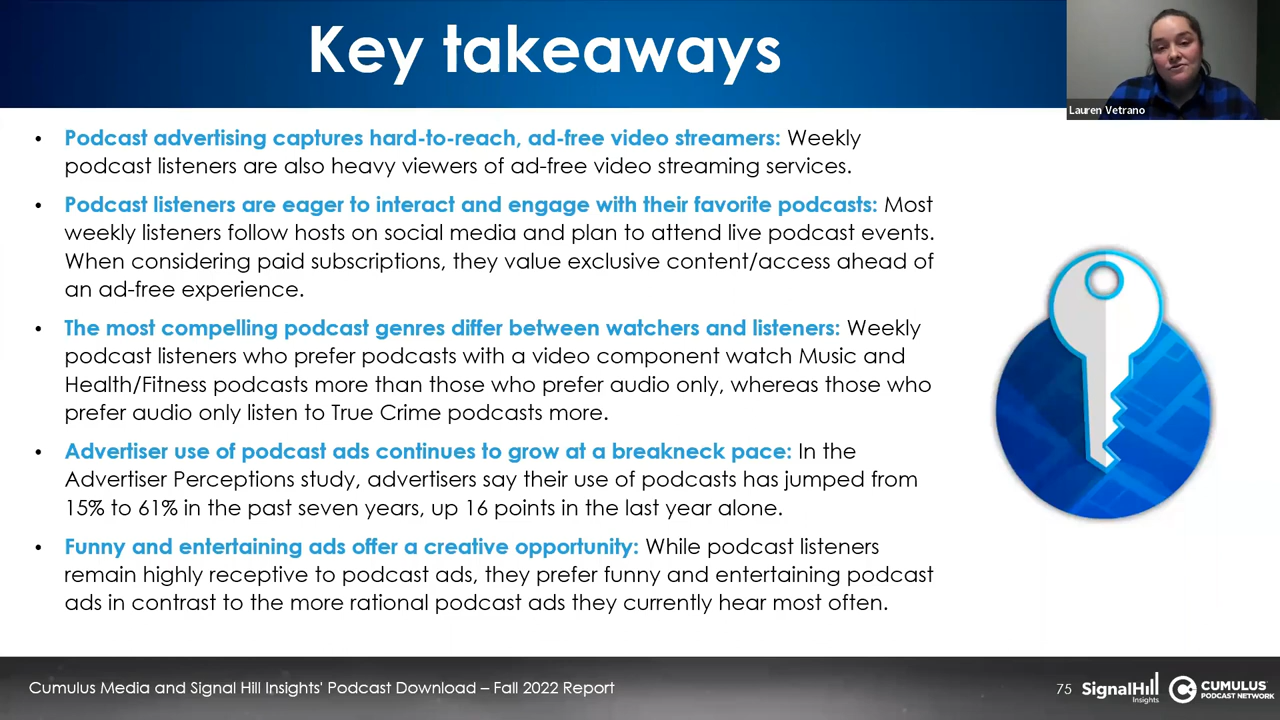 Key takeaways
Lauren Vetrano
• Podcast advertising captures hard-to-reach, ad-free video streamers: Weekly
podcast listeners are also heavy viewers of ad-free video streaming services.
• Podcast listeners are eager to interact and engage with their favorite podcasts: Most
weekly listeners follow hosts on social media and plan to attend live podcast events.
When considering paid subscriptions, they value exclusive content/access ahead of
an ad-free experience.
• The most compelling podcast genres differ between watchers and listeners: Weekly
podcast listeners who prefer podcasts with a video component watch Music and
Health/Fitness podcasts more than those who prefer audio only, whereas those who
prefer audio only listen to True Crime podcasts more.
• Advertiser use of podcast ads continues to grow at a breakneck pace: In the
Advertiser Perceptions study, advertisers say their use of podcasts has jumped from
15% to 61% in the past seven years, up 16 points in the last year alone.
• Funny and entertaining ads offer a creative opportunity: While podcast listeners
remain highly receptive to podcast ads, they prefer funny and entertaining podcast
ads in contrast to the more rational podcast ads they currently hear most often.
Cumulus Media and Signal Hill Insights' Podcast Download – Fall 2022 Report
75
SignalHill
Insights
CUMULUS
PODCAST NETWORK